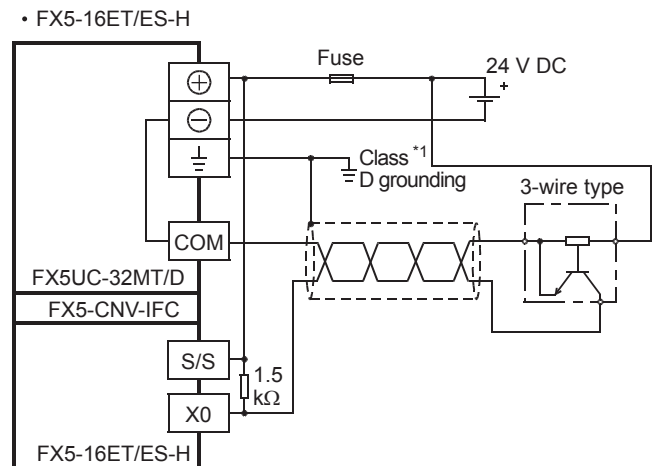 • FX5-16ET/ES-H
Fuse
24 V DC
+
Class *1
D grounding
3-wire type
COM
FX5UC-32MT/D
FX5-CNV-IFC
S/S
1.5
kΩ
X0
FX5-16ET/ES-H